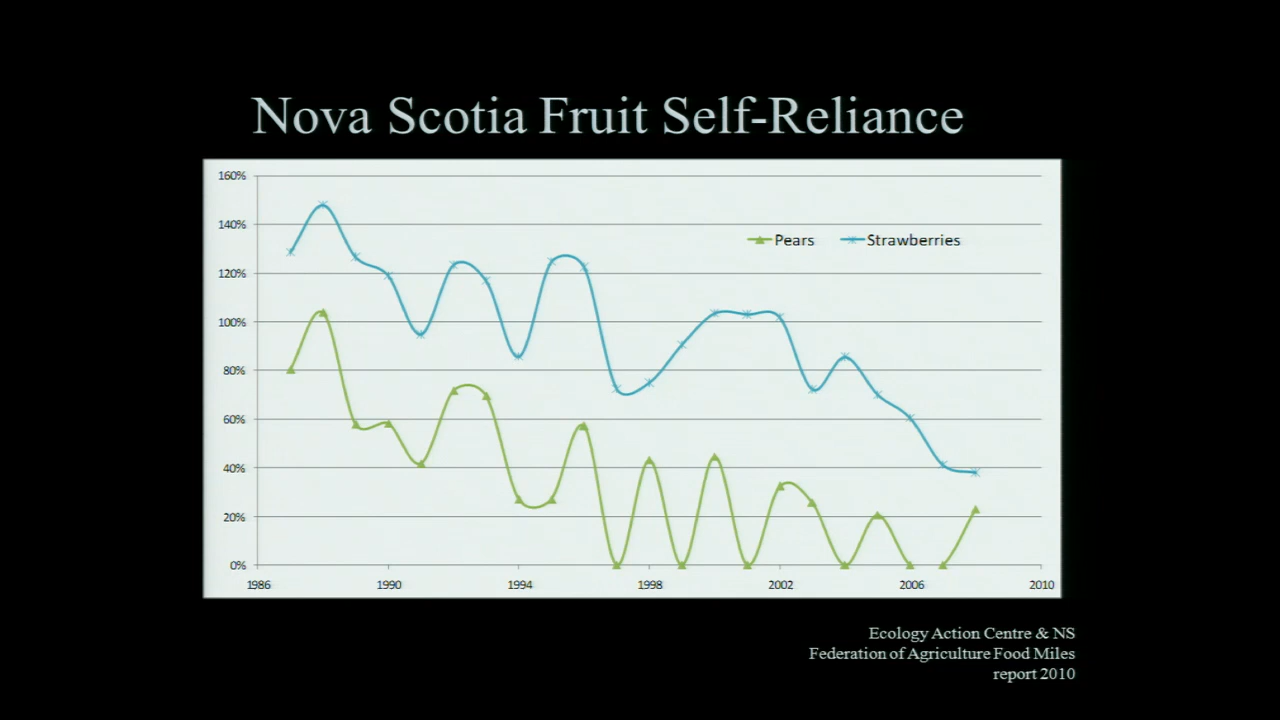 Nova Scotia Fruit Self-Reliance
160%
140%
120%
100%
80%
60%
40%
20%
0%
Pears
Strawberries
1986
1990
1994
1998
2002
2006
2010
Ecology Action Centre & NS
Federation of Agriculture Food Miles
report 2010